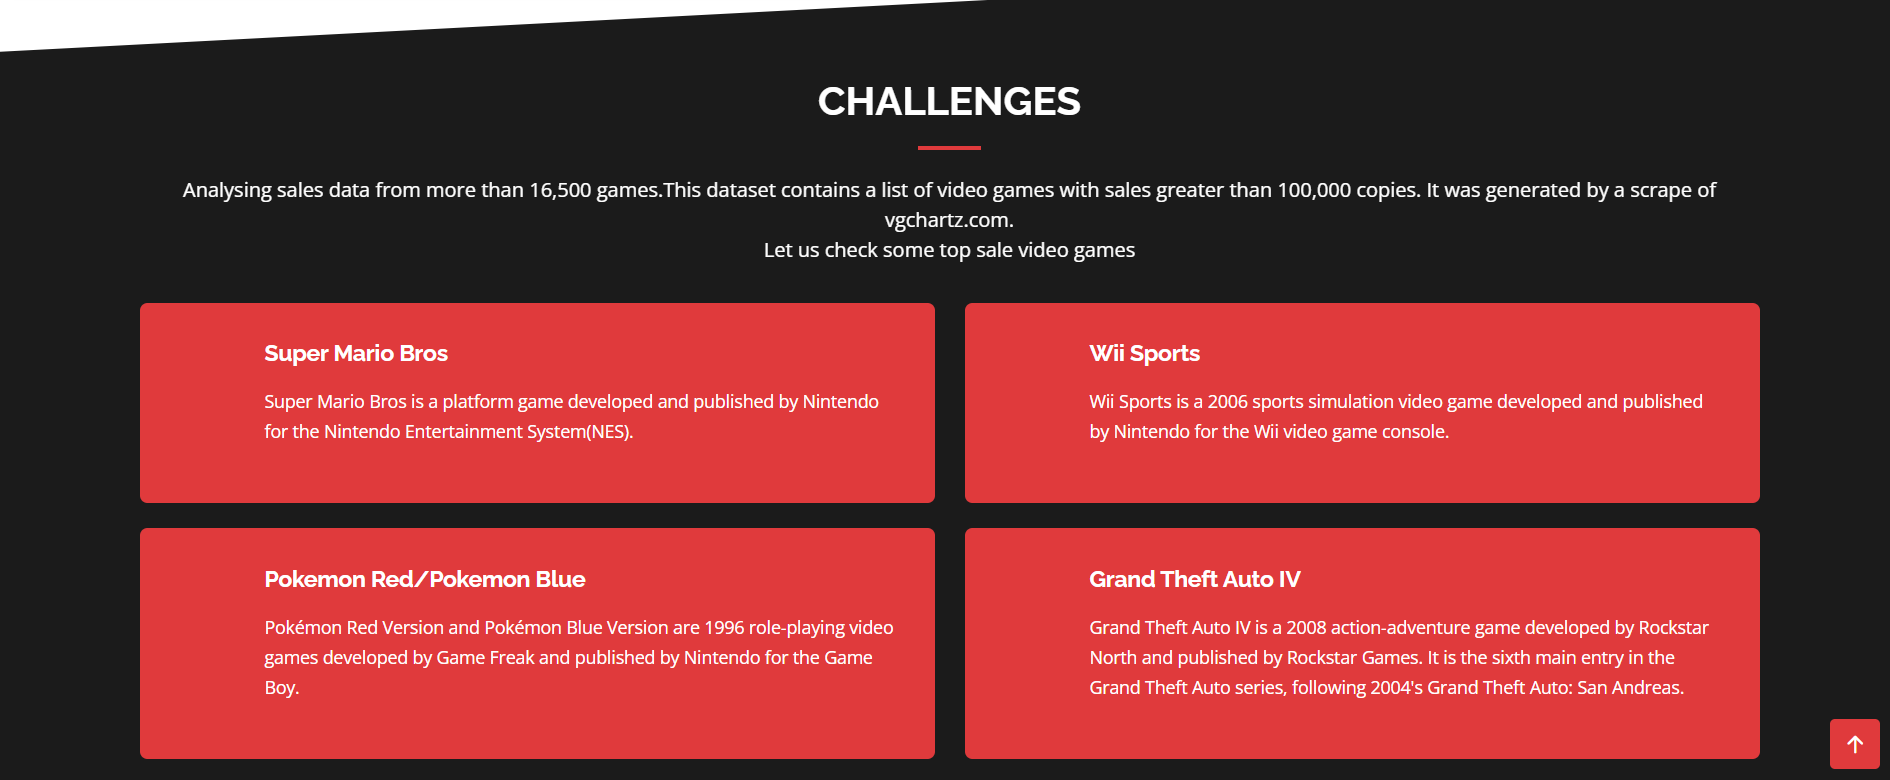 CHALLENGES
Analysing sales data from more than 16,500 games.This dataset contains a list of video games with sales greater than 100,000 copies. It was generated by a scrape of
vgchartz.com.
Let us check some top sale video games
Super Mario Bros
Super Mario Bros is a platform game developed and published by Nintendo
for the Nintendo Entertainment System(NES).
Wii Sports
Wii Sports is a 2006 sports simulation video game developed and published
by Nintendo for the Wii video game console.
Pokemon Red/Pokemon Blue
Pokémon Red Version and Pokémon Blue Version are 1996 role-playing video
games developed by Game Freak and published by Nintendo for the Game
Boy.
Grand Theft Auto IV
Grand Theft Auto IV is a 2008 action-adventure game developed by Rockstar
North and published by Rockstar Games. It is the sixth main entry in the
Grand Theft Auto series, following 2004's Grand Theft Auto: San Andreas.